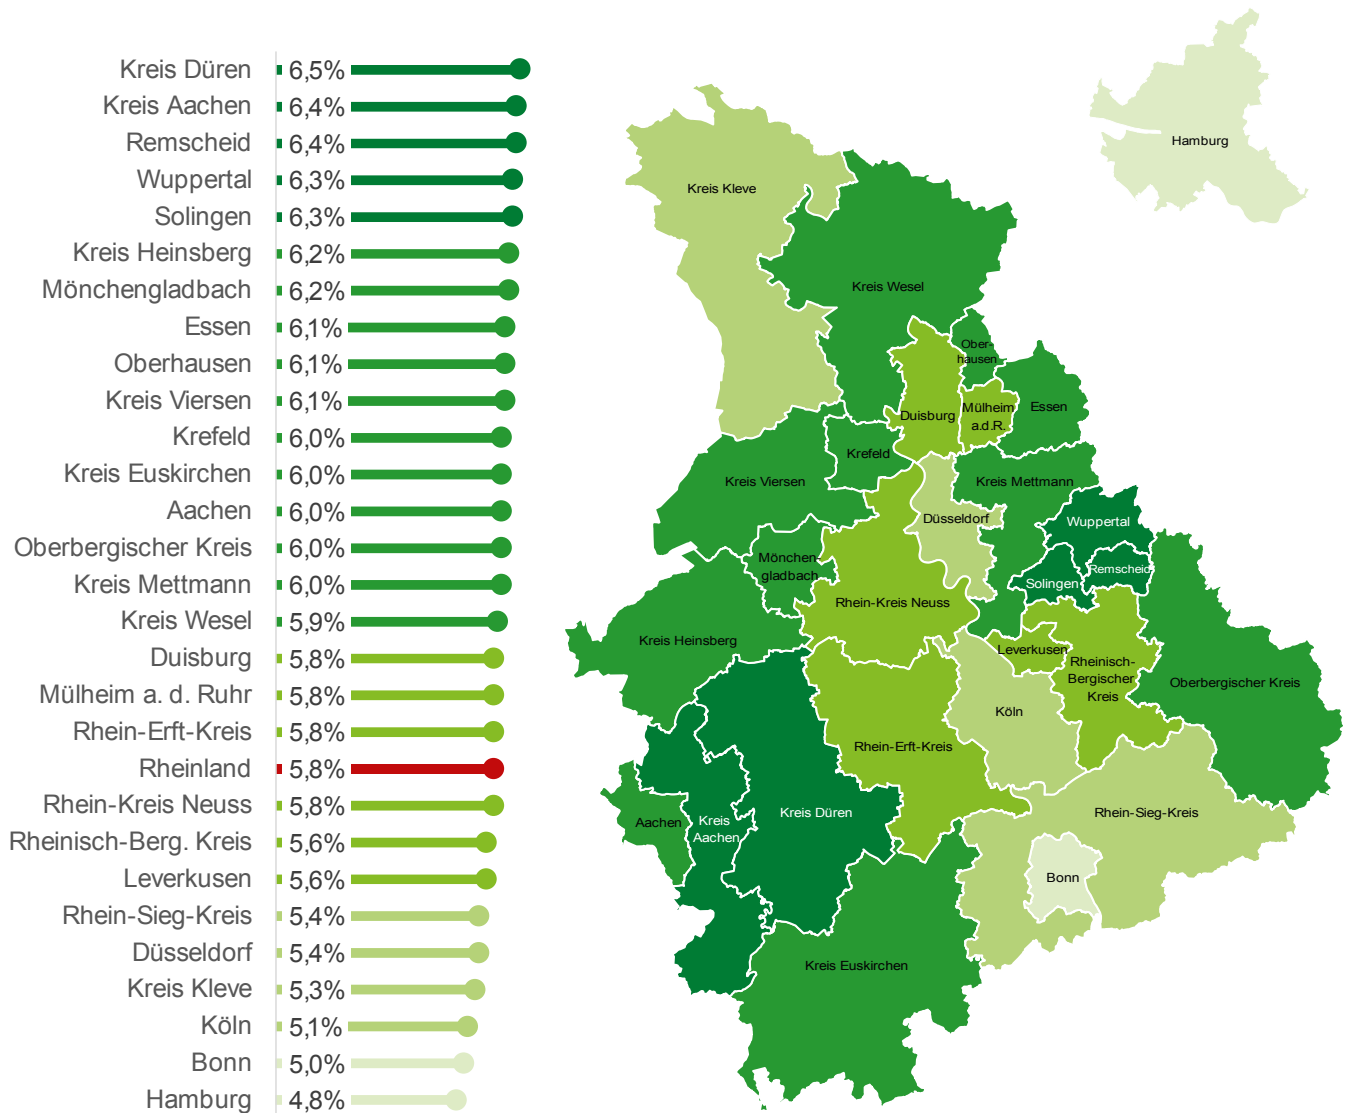 Kreis Düren 6,5%
Kreis Aachen 6,4%
Remscheid 6,4%
Wuppertal 6,3%
Solingen 6,3%
Kreis Heinsberg 6,2%
Mönchengladbach 6,2%
Essen 6,1%
Oberhausen 6,1%
Kreis Viersen 6,1%
Krefeld 6,0%
Kreis Euskirchen 6,0%
Aachen 6,0%
Oberbergischer Kreis 6,0%
Kreis Mettmann 6,0%
Kreis Wesel 5,9%
Duisburg 5,8%
Mülheim a. d. Ruhr 5,8%
Rhein-Erft-Kreis 5,8%
Rheinland 5,8%
Rhein-Kreis Neuss 5,8%
Rheinisch-Berg. Kreis 5,6%
Leverkusen 5,6%
Rhein-Sieg-Kreis 5,4%
Düsseldorf 5,4%
Kreis Kleve 5,3%
Köln 5,1%
Bonn 5,0%
Hamburg 4,8%
Hamburg
Kreis Kleve
Kreis Wesel
Ober-
hausen
Duisburg
Mülheim
a.d.R.
Essen
Krefeld
Kreis Viersen
Kreis Mettmann
Düsseldorf
Wuppertal
Mönchen-
gladbach
Solingen
Remscheid
Rhein-Kreis Neuss
Kreis Heinsberg
Leverkusen
Rheinisch-
Bergischer
Kreis
Oberbergischer Kreis
Köln
Rhein-Erft-Kreis
Aachen
Kreis
Aachen
Kreis Düren
Rhein-Sieg-Kreis
Bonn
Kreis Euskirchen